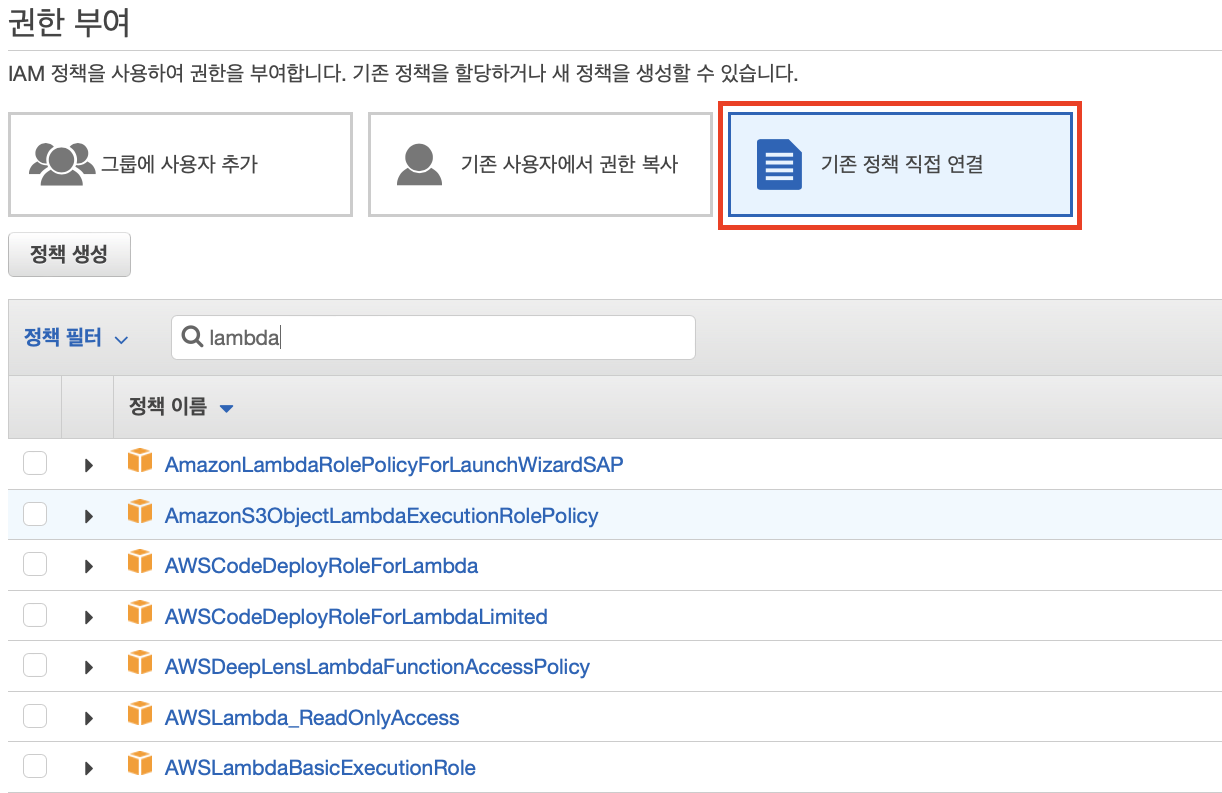 권한 부여
IAM 정책을 사용하여 권한을 부여합니다. 기존 정책을 할당하거나 새 정책을 생성할 수 있습니다.
그룹에 사용자 추가
기존 사용자에서 권한 복사
기존 정책 직접 연결
정책 생성
정책 필터
lambda
정책 이름
AmazonLambdaRolePolicyForLaunchWizardSAP
AmazonS3ObjectLambdaExecutionRolePolicy
AWSCodeDeployRoleForLambda
AWSCodeDeployRoleForLambdaLimited
AWSDeepLensLambdaFunctionAccessPolicy
AWSLambda_ReadOnlyAccess
AWSLambdaBasicExecutionRole